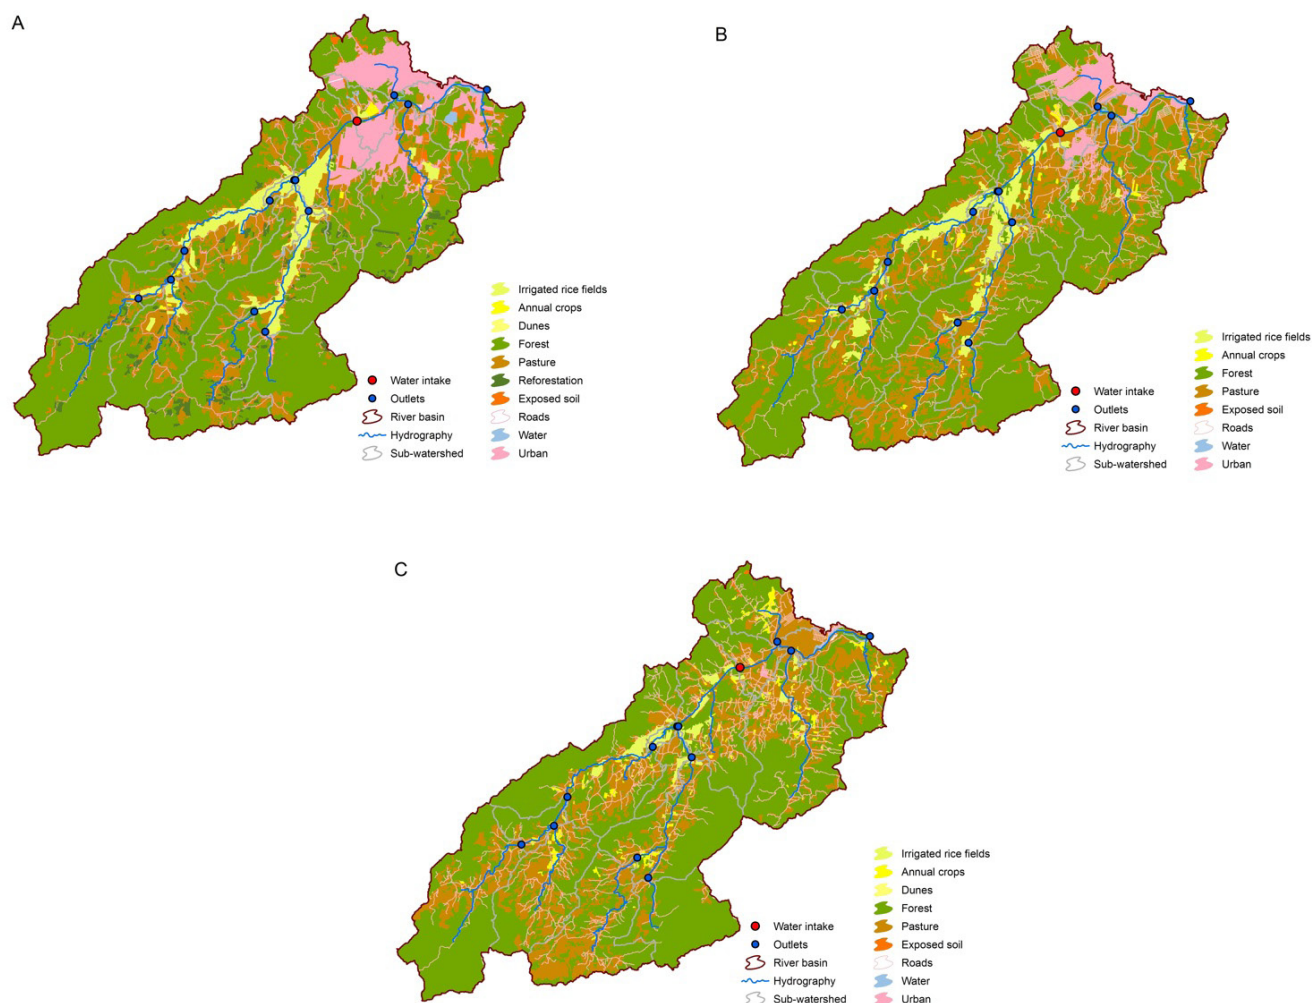 A
Irrigated rice fields
Annual crops
Dunes
Forest
Water intake Pasture
Outlets Reforestation
River basin Exposed soil
Hydrography Roads
Sub-watershed Water
Urban
B
Irrigated rice fields
Annual crops
Forest
Water intake Pasture
Outlets Exposed soil
River basin Roads
Hydrography Water
Sub-watershed Urban
C
Irrigated rice fields
Annual crops
Dunes
Forest
Water intake Pasture
Outlets Exposed soil
River basin Roads
Hydrography Water
Sub-watershed Urban